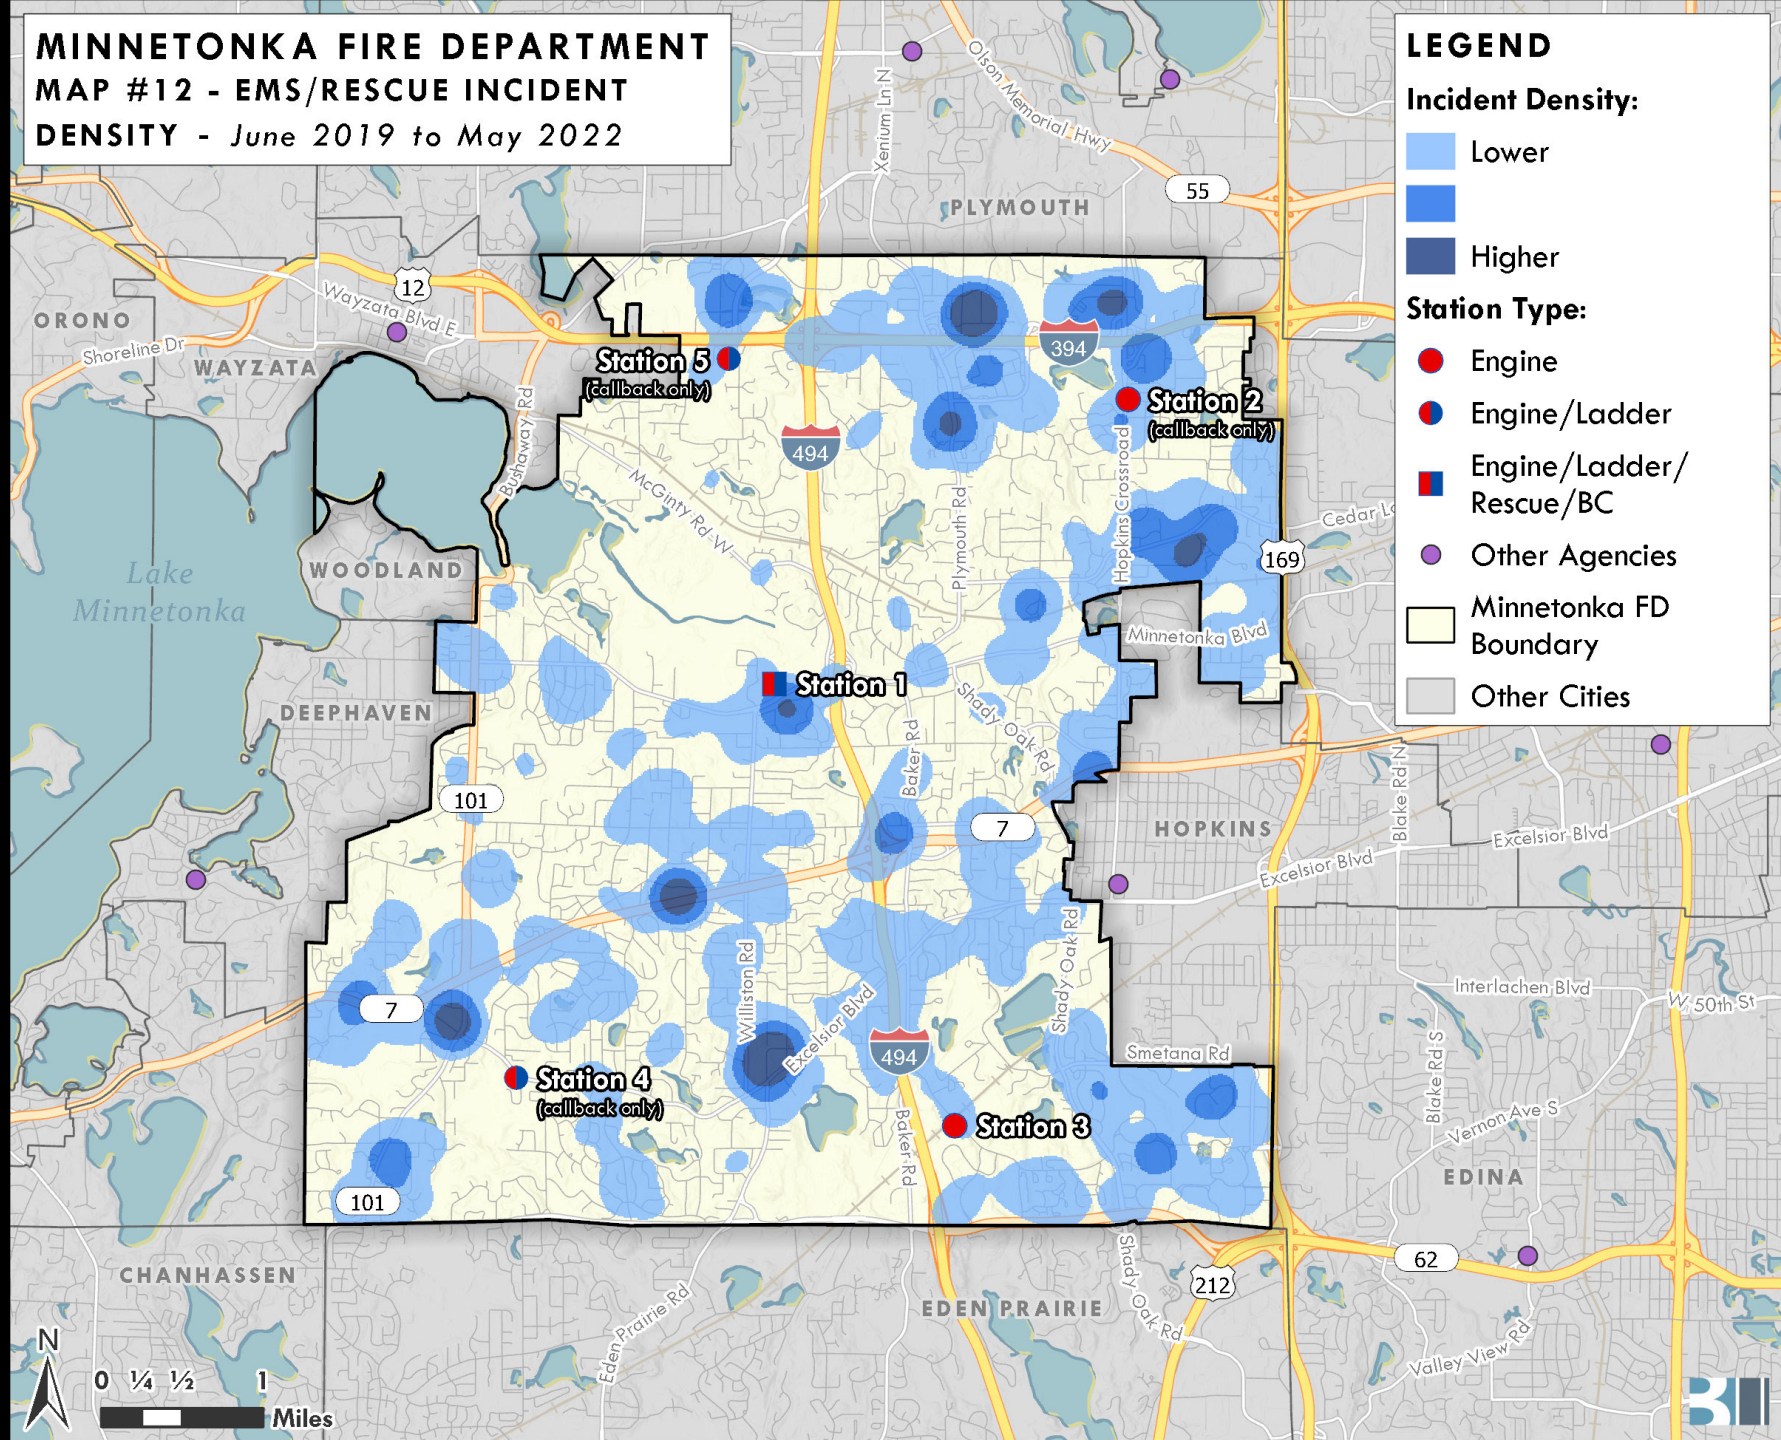 MINNETONKA FIRE DEPARTMENT
MAP #12 - EMS/RESCUE INCIDENT
DENSITY - June 2019 to May 2022
LEGEND
Incident Density:
Lower
Higher
Station Type:
Engine
Engine/Ladder
Engine/Ladder/
Rescue/BC
Other Agencies
Minnetonka FD
Boundary
Other Cities
Olson Memorial Hwy
Xenium Ln N
55
PLYMOUTH
12
Wayzata Blvd E
ORONO
Shoreline Dr
WAYZATA
394
Station 5
(callback only)
Station 2
(callback only)
Bushaway Rd
494
McGinty Rd W
Plymouth Rd
Hopkins Crossroad
169
Lake
Minnetonka
WOODLAND
Minnetonka Blvd
Station 1
Shady Oak Rd
DEEPHAVEN
Baker Rd
101
7
HOPKINS
Blake Rd N
Excelsior Blvd
Excelsior Blvd
Shady Oak Rd
Williston Rd
Excelsior Blvd
7
494
Interlachen Blvd
W 50th St
Smetana Rd
Blake Rd S
Station 4
(callback only)
Station 3
Vernon Ave S
Baker Rd
EDINA
101
62
212
Shady Oak Rd
CHANHASSEN
EDEN PRAIRIE
Eden Prairie Rd
Valley View Rd
N
0 ¼ ½ 1
Miles